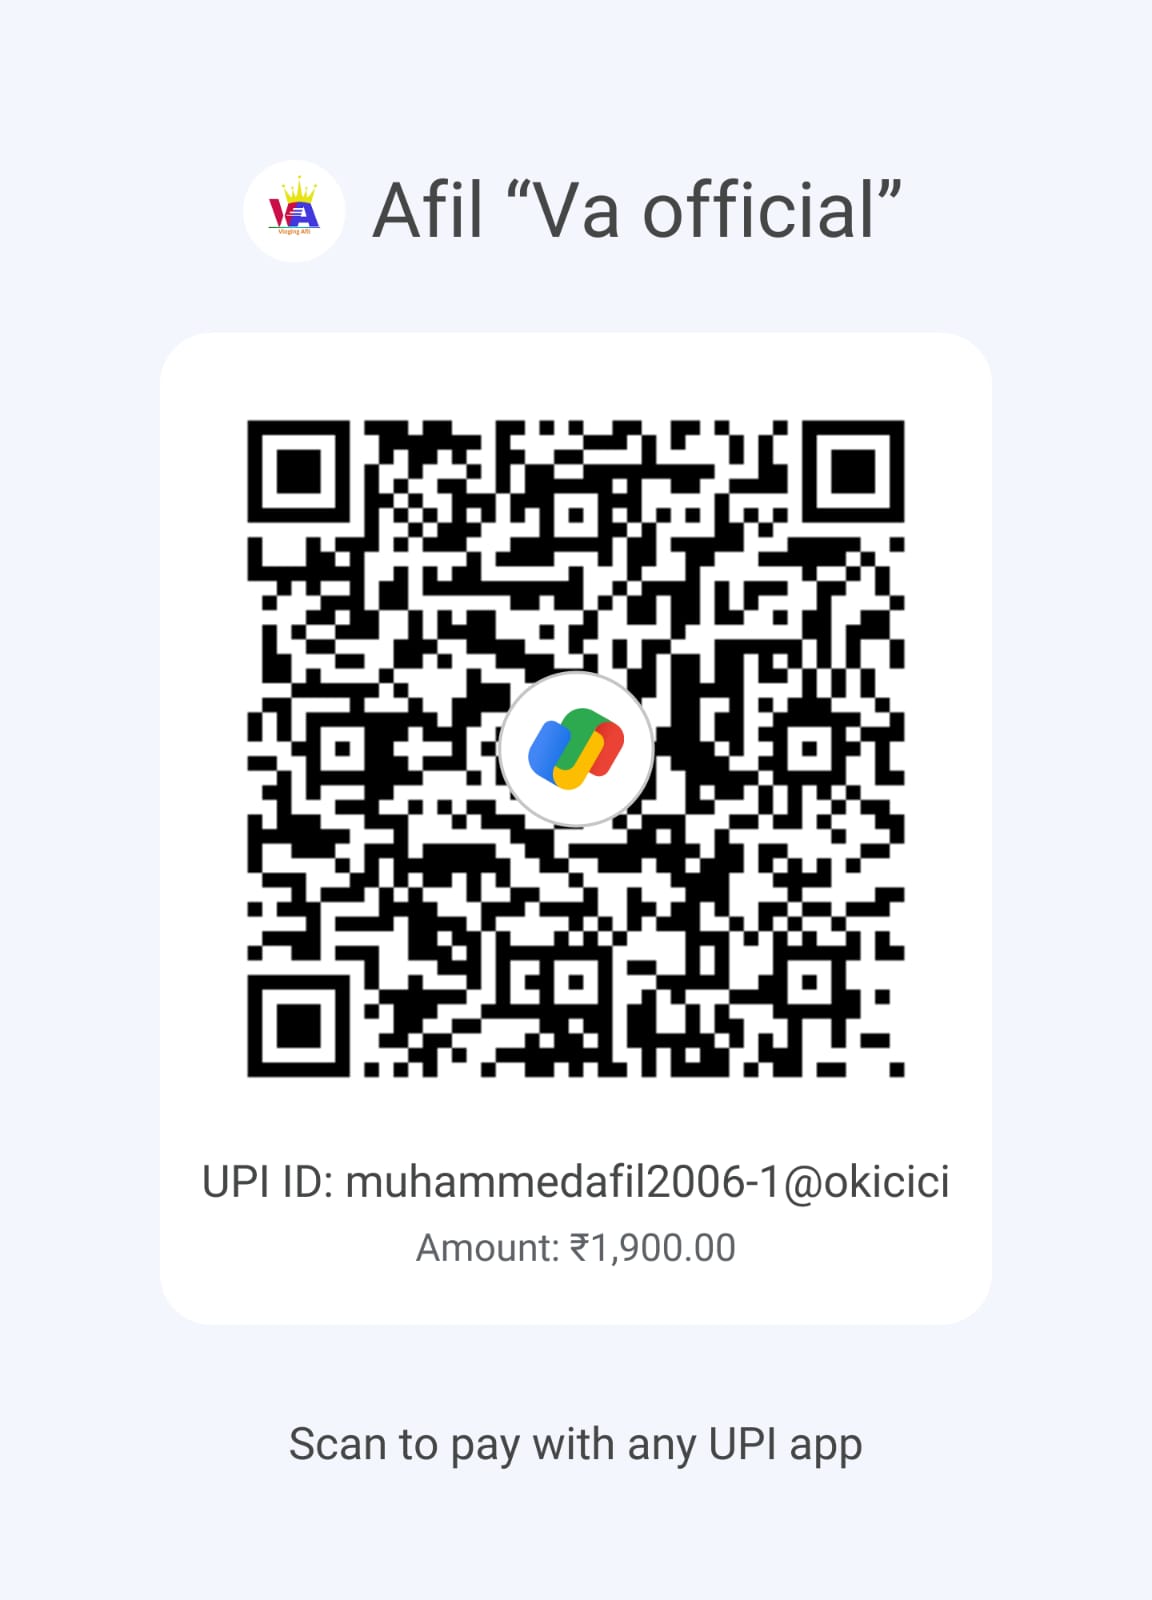 Afil “Va official”
VA
Vloging Afil
UPI ID: muhammedafil2006-1@okicici
Amount: ₹1,900.00
Scan to pay with any UPI app